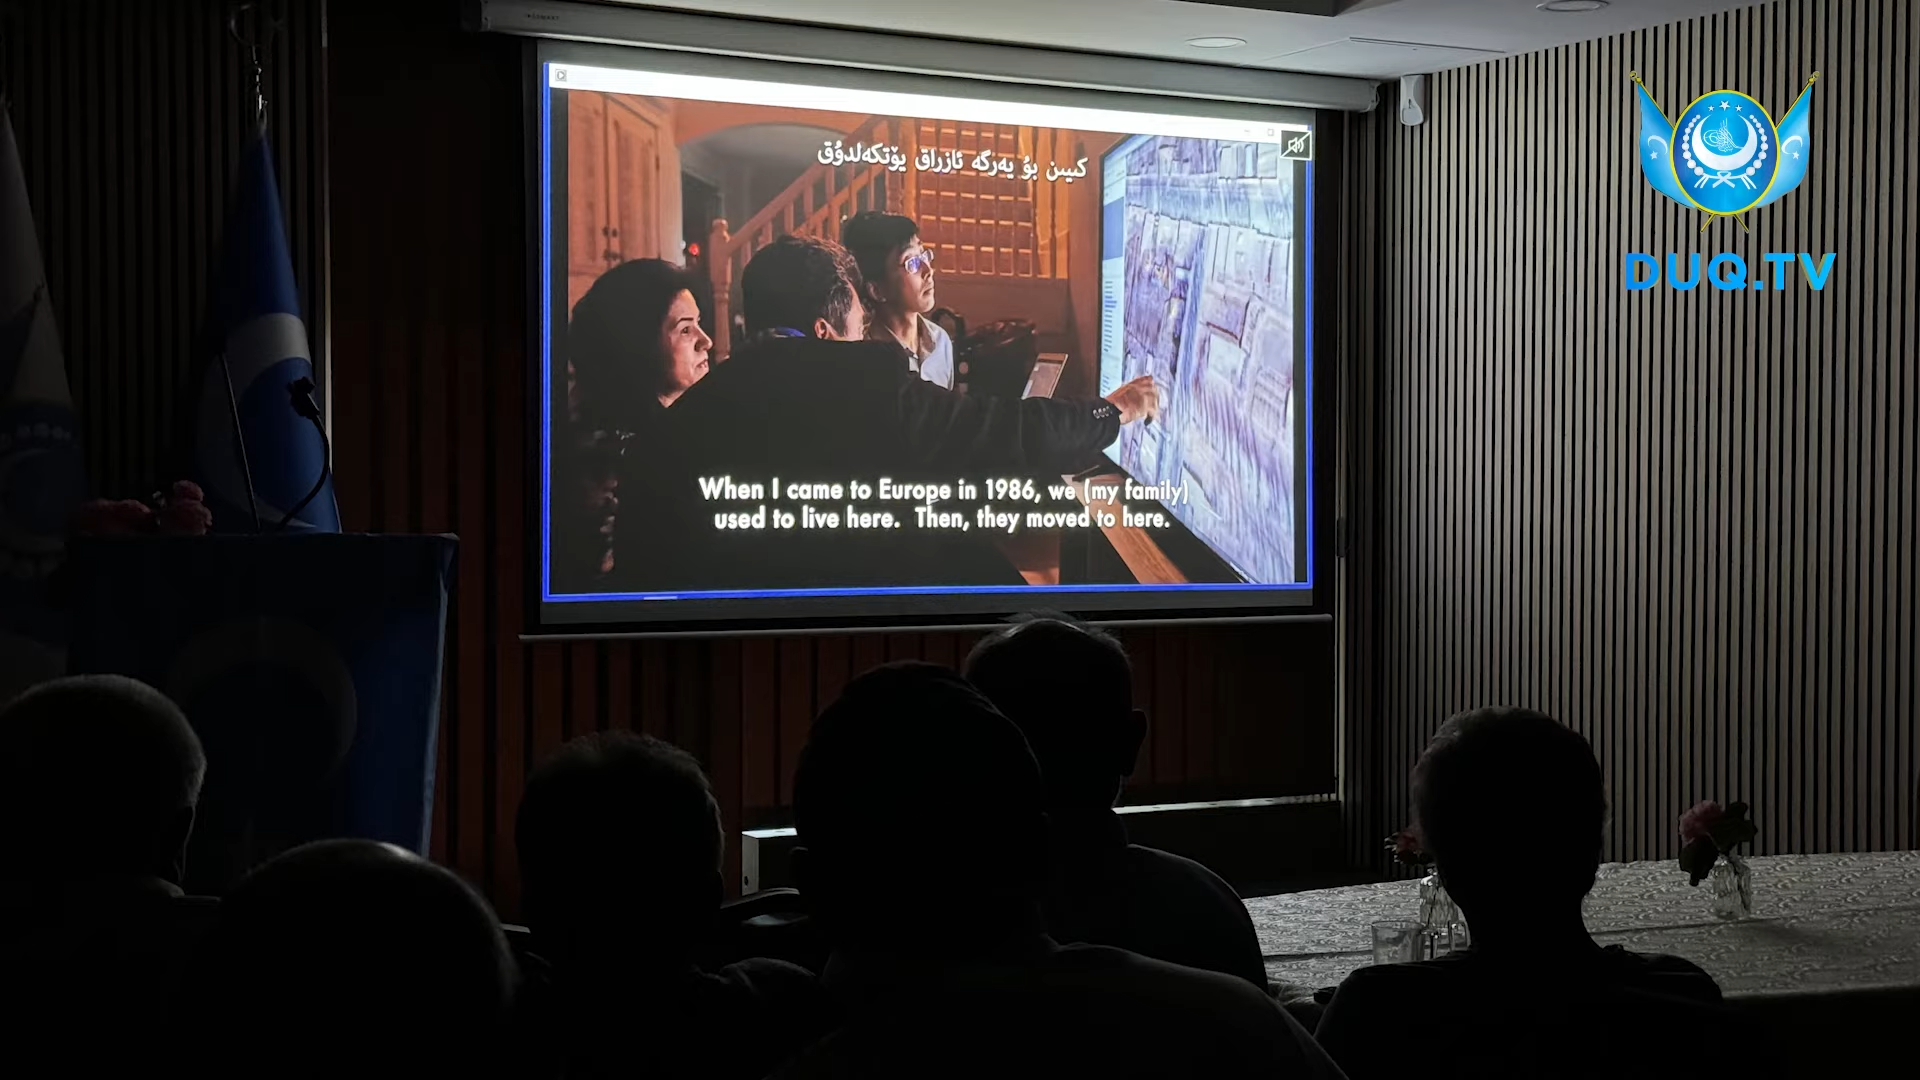 كىيىن بۇ يەرگە ئازراق يۆتكەلدۇق
When I came to Europe in 1986, we (my family)
used to live here. Then, they moved to here.
DUQ.TV